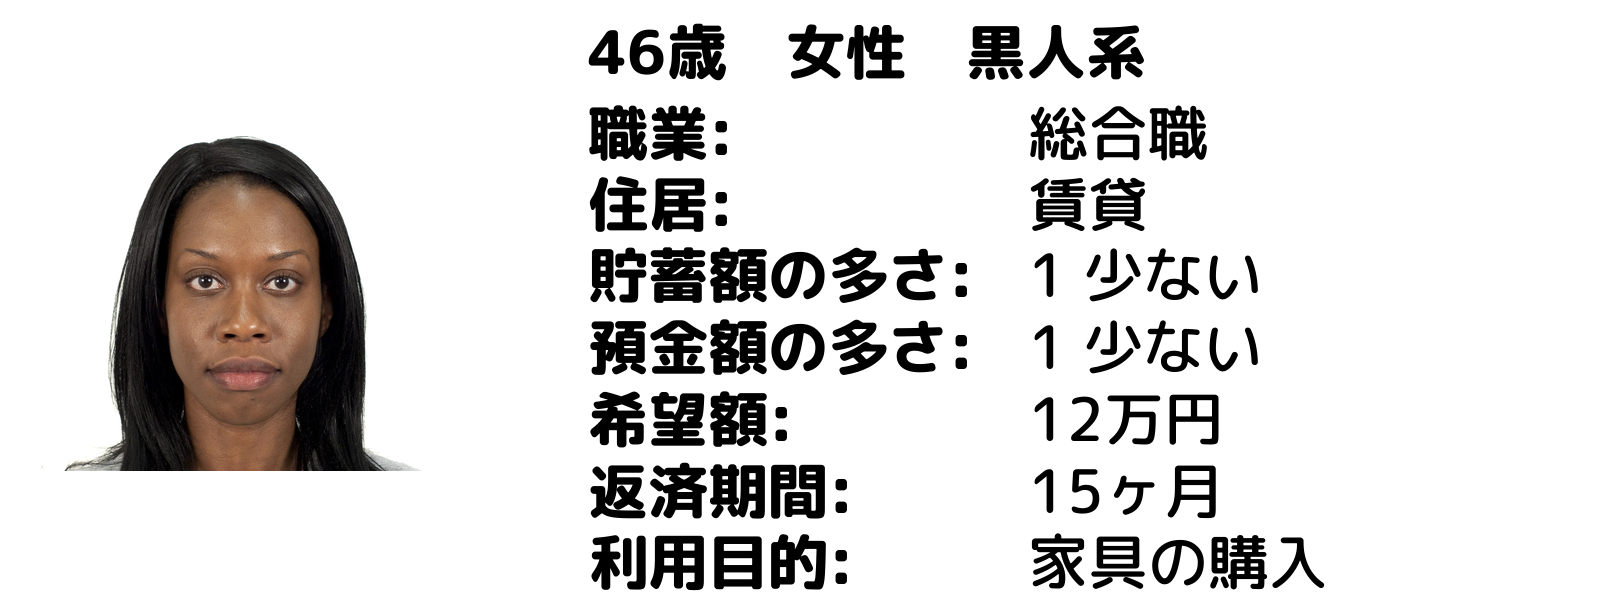 46歳　女性　黒人系
職業: 総合職
住居: 賃貸
貯蓄額の多さ: 1 少ない
預金額の多さ: 1 少ない
希望額: 12万円
返済期間: 15ヶ月
利用目的: 家具の購入